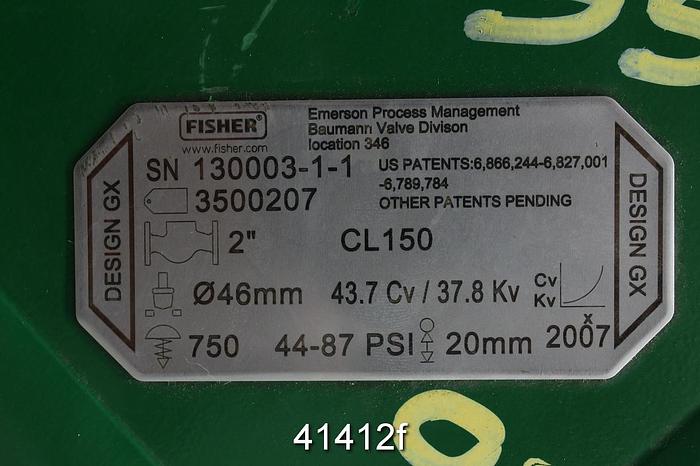 FISHER®
www.fisher.com
Emerson Process Management
Baumann Valve Divison
location 346
SN 130003-1-1
US PATENTS:6,866,244-6,827,001
-6,789,784
3500207
OTHER PATENTS PENDING
DESIGN GX
DESIGN GX
2"
CL150
Ø46mm
43.7 Cv / 37.8 Kv
Cv
Kv
x
750
44-87 PSI
20mm
2007
41412f